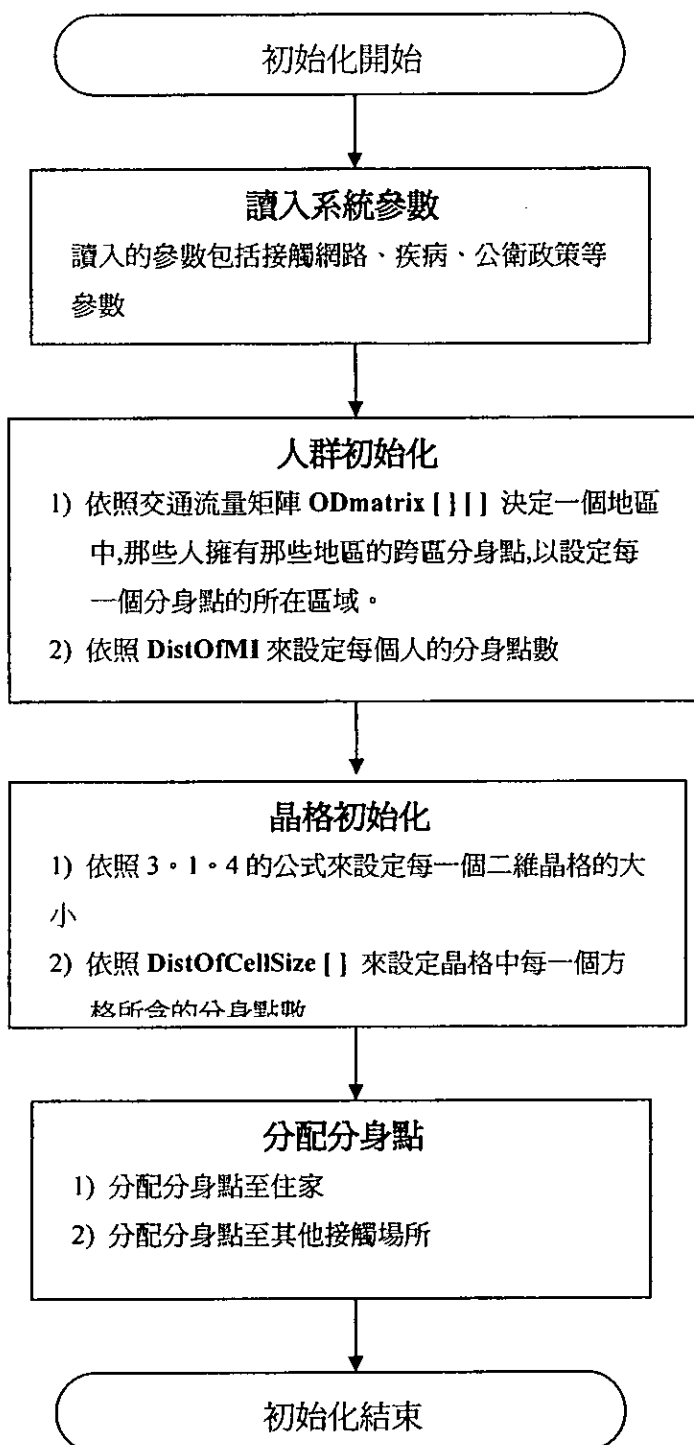 初始化開始
讀入系統參數
讀入的參數包括接觸網路、疾病、公衛政策等
參數
人群初始化
1) 依照交通流量矩陣 ODmatrix [ ] [ ] 決定一個地區
中,那些人擁有那些地區的跨區分身點,以設定每
一個分身點的所在區域。
2) 依照 DistOfMI 來設定每個人的分身點數
晶格初始化
1) 依照 3・1・4 的公式來設定每一個二維晶格的大
小
2) 依照 DistOfCellSize [ ] 來設定晶格中每一個方
格所含的分身點數
分配分身點
1) 分配分身點至住家
2) 分配分身點至其他接觸場所
初始化結束